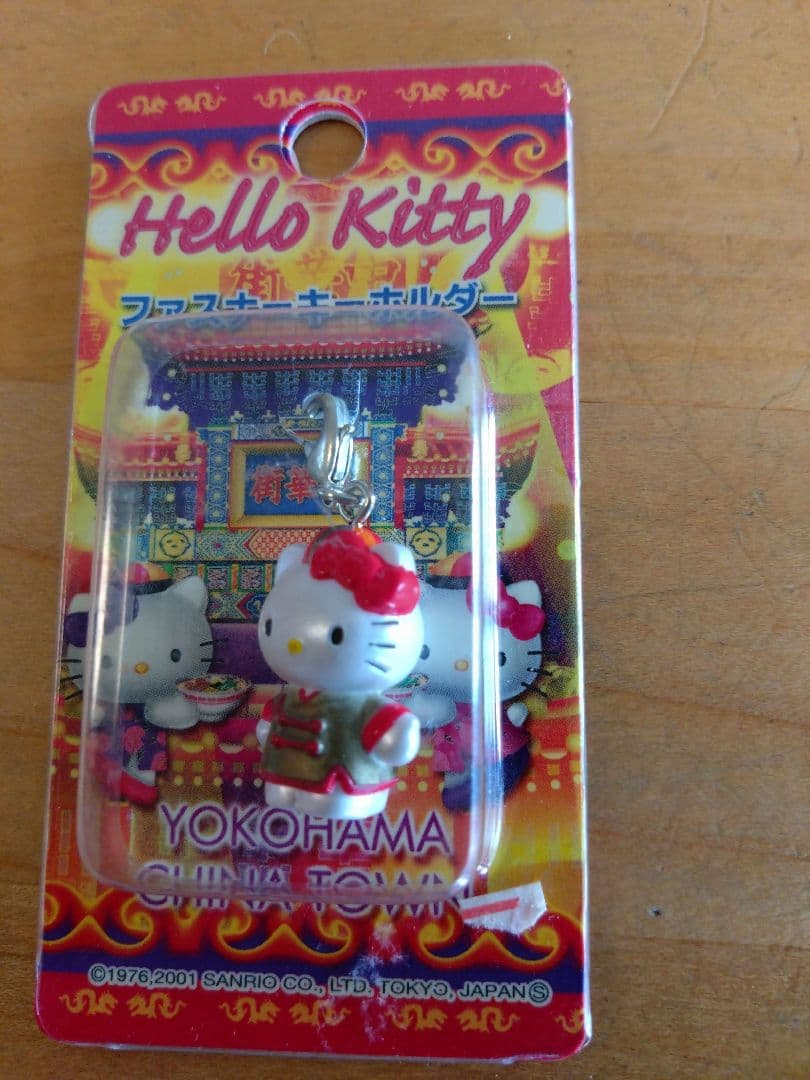 Hello Kitty
ファスナーキーホルダー
街華
YOKOHAMA
CHINA TOWN
©1976,2001 SANRIO CO., LTD. TOKYO, JAPAN Ⓢ